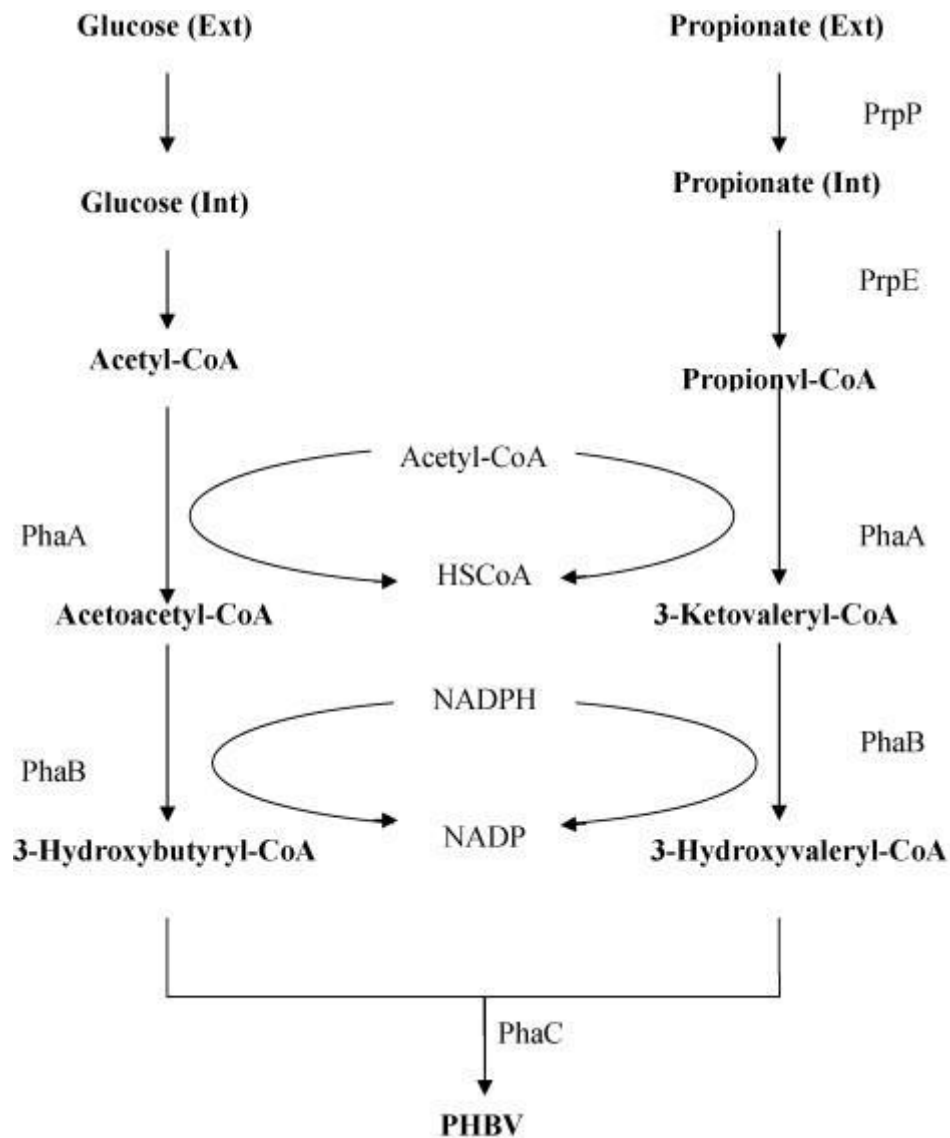 Glucose (Ext)
Propionate (Ext)
PrpP
Glucose (Int)
Propionate (Int)
PrpE
Acetyl-CoA
Propionyl-CoA
Acetyl-CoA
PhaA
PhaA
HSCoA
Acetoacetyl-CoA
3-Ketovaleryl-CoA
NADPH
PhaB
PhaB
NADP
3-Hydroxybutyryl-CoA
3-Hydroxyvaleryl-CoA
PhaC
PHBV